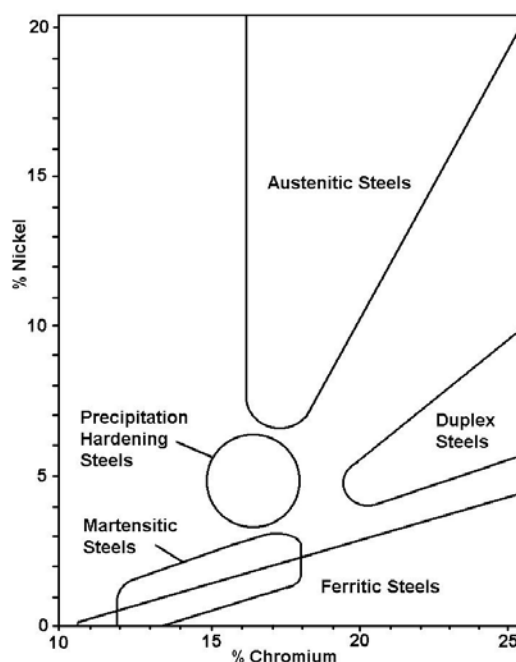 20
15
10
5
0
% Nickel
Austenitic Steels
Precipitation
Hardening
Steels
Duplex
Steels
Martensitic
Steels
Ferritic Steels
10
15
20
25
% Chromium